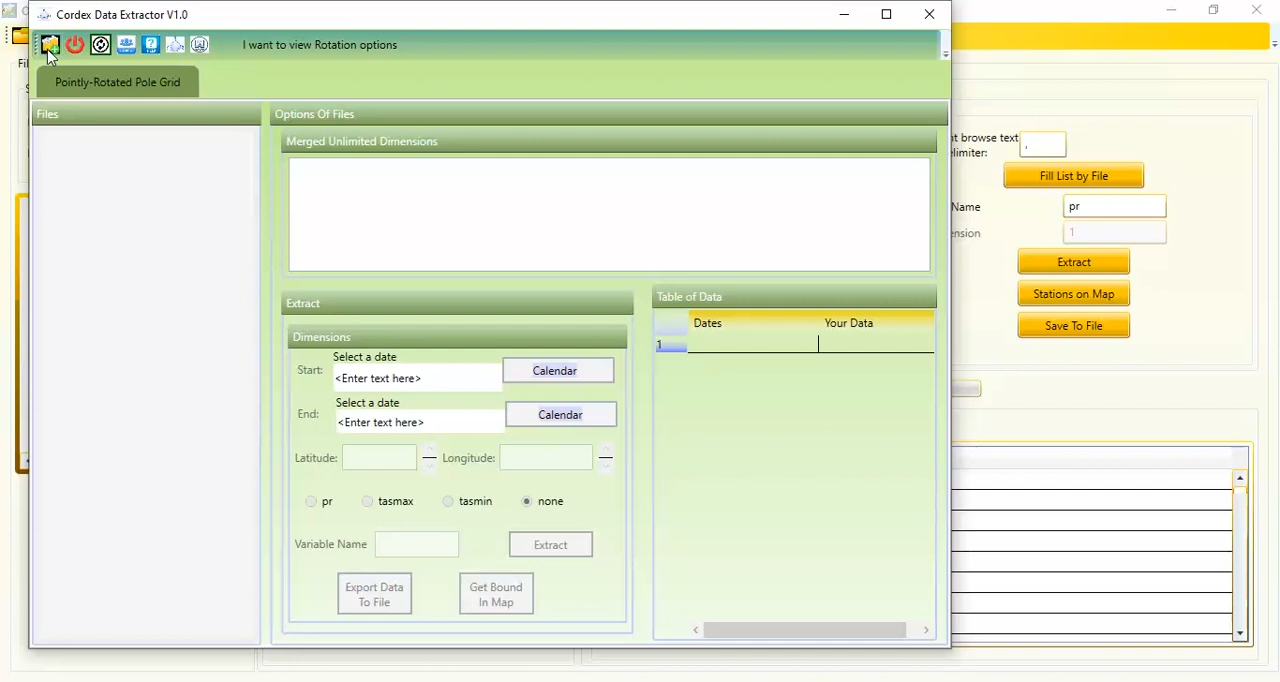 Cordex Data Extractor V1.0
I want to view Rotation options
Pointly-Rotated Pole Grid
Files
Options Of Files
Merged Unlimited Dimensions
Extract
Dimensions
Select a date
Start:
<Enter text here>
Calendar
Select a date
End:
<Enter text here>
Calendar
Latitude:
Longitude:
pr
tasmax
tasmin
none
Variable Name
Extract
Export Data
To File
Get Bound
In Map
Table of Data
Dates
Your Data
1
t browse text
elimiter:
,
Fill List by File
Name
pr
ension
1
Extract
Stations on Map
Save To File